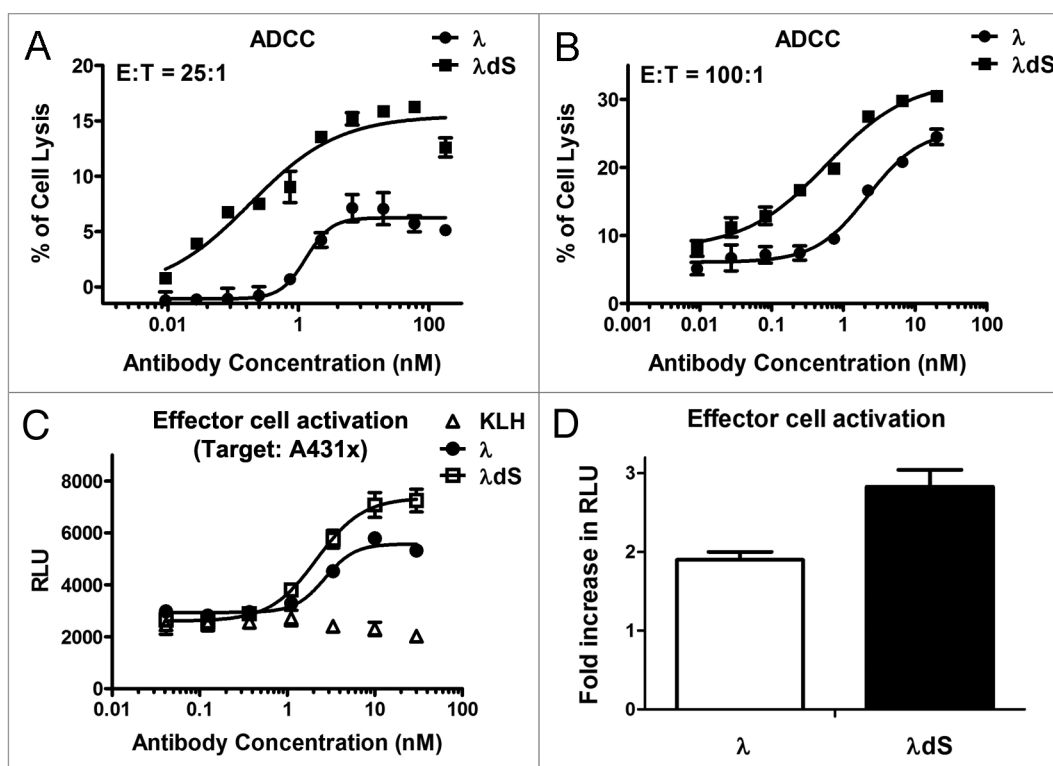 A
ADCC
λ
λdS
E:T = 25:1
20
15
10
5
0
% of Cell Lysis
0.01
1
100
Antibody Concentration (nM)
B
ADCC
λ
λdS
E:T = 100:1
30
20
10
0
% of Cell Lysis
0.001
0.01
0.1
1
10
100
Antibody Concentration (nM)
C
Effector cell activation
(Target: A431x)
KLH
λ
λdS
8000
6000
4000
2000
0
RLU
0.01
0.1
1
10
100
Antibody Concentration (nM)
D
Effector cell activation
3
2
1
0
Fold increase in RLU
λ
λdS